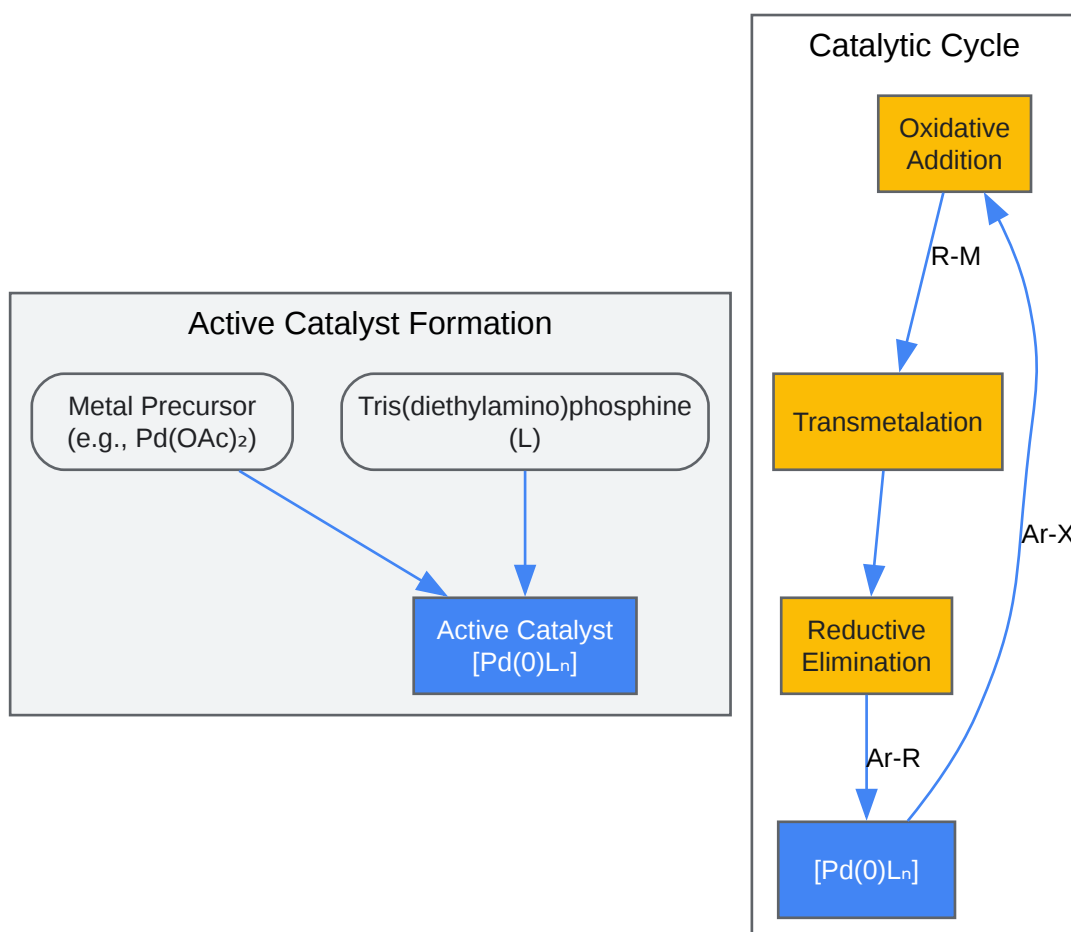 Active Catalyst Formation
Metal Precursor
(e.g., Pd(OAc)₂)
Tris(diethylamino)phosphine
(L)
Active Catalyst
[Pd(0)Lₙ]
Catalytic Cycle
Oxidative
Addition
R-M
Transmetalation
Ar-X
Reductive
Elimination
Ar-R
[Pd(0)Lₙ]